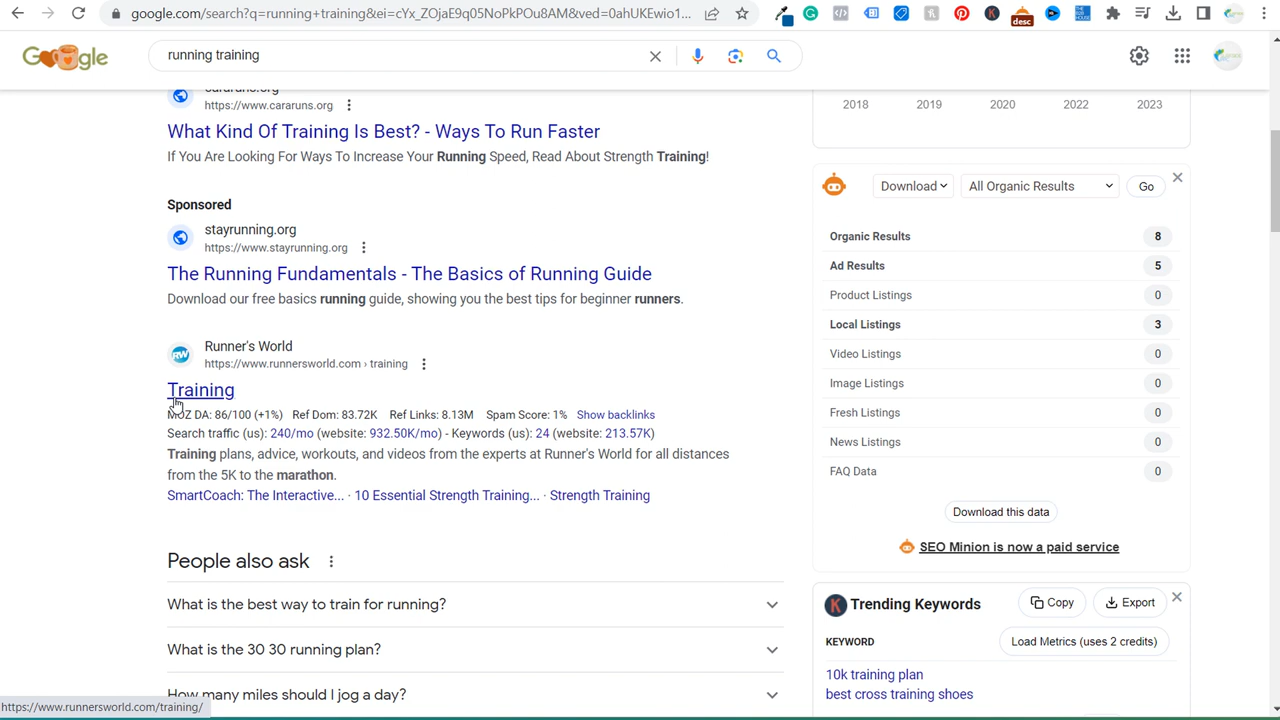 google.com/search?q=running+training&ei=cYx_ZOjaE9q05NoPkPOu8AM&ved=0ahUKEwio1...
desc
Google
running training
cararuns.org
https://www.cararuns.org
What Kind Of Training Is Best? - Ways To Run Faster
If You Are Looking For Ways To Increase Your Running Speed, Read About Strength Training!
Sponsored
stayrunning.org
https://www.stayrunning.org
The Running Fundamentals - The Basics of Running Guide
Download our free basics running guide, showing you the best tips for beginner runners.
RW
Runner's World
https://www.runnersworld.com › training
Training
MOZ DA: 86/100 (+1%) Ref Dom: 83.72K Ref Links: 8.13M Spam Score: 1% Show backlinks
Search traffic (us): 240/mo (website: 932.50K/mo) - Keywords (us): 24 (website: 213.57K)
Training plans, advice, workouts, and videos from the experts at Runner's World for all distances
from the 5K to the marathon.
SmartCoach: The Interactive... · 10 Essential Strength Training... · Strength Training
People also ask
What is the best way to train for running?
What is the 30 30 running plan?
How many miles should I jog a day?
https://www.runnersworld.com/training/
2018 2019 2020 2022 2023
Download All Organic Results Go
Organic Results 8
Ad Results 5
Product Listings 0
Local Listings 3
Video Listings 0
Image Listings 0
Fresh Listings 0
News Listings 0
FAQ Data 0
Download this data
SEO Minion is now a paid service
K Trending Keywords Copy Export
KEYWORD Load Metrics (uses 2 credits)
10k training plan
best cross training shoes